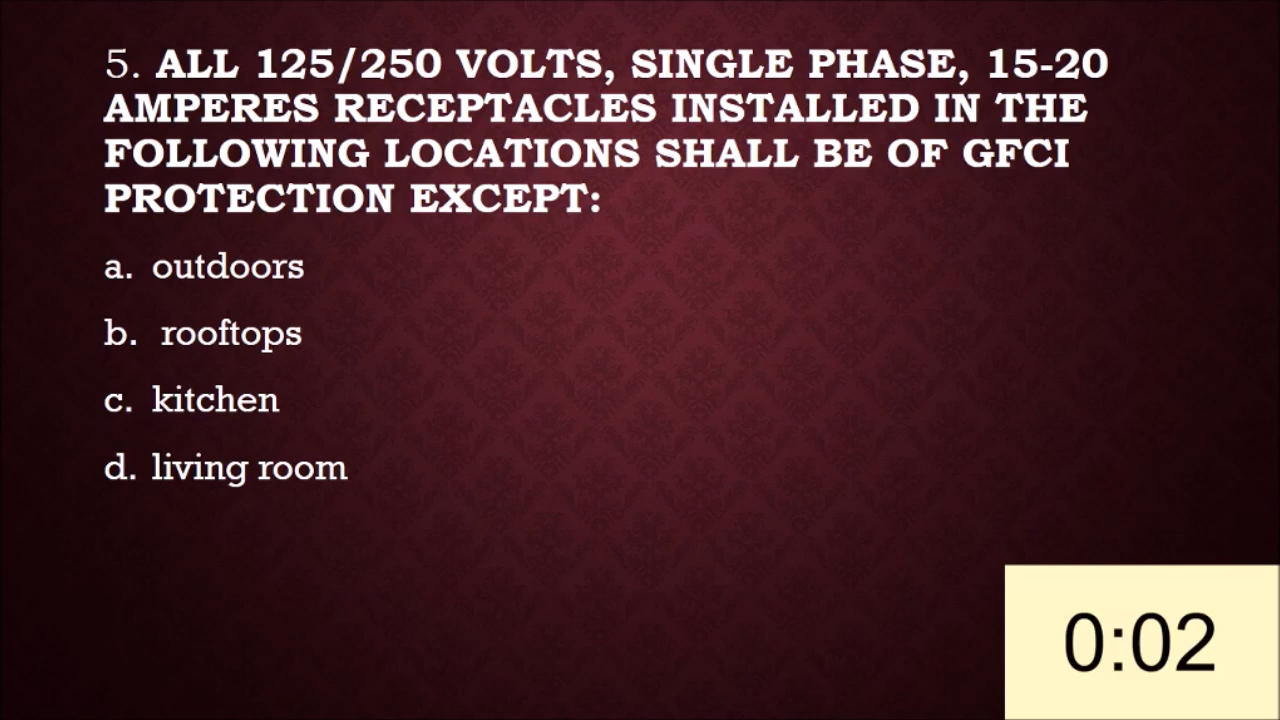 5. ALL 125/250 VOLTS, SINGLE PHASE, 15-20
AMPERES RECEPTACLES INSTALLED IN THE
FOLLOWING LOCATIONS SHALL BE OF GFCI
PROTECTION EXCEPT:
a. outdoors
b. rooftops
c. kitchen
d. living room
0:02